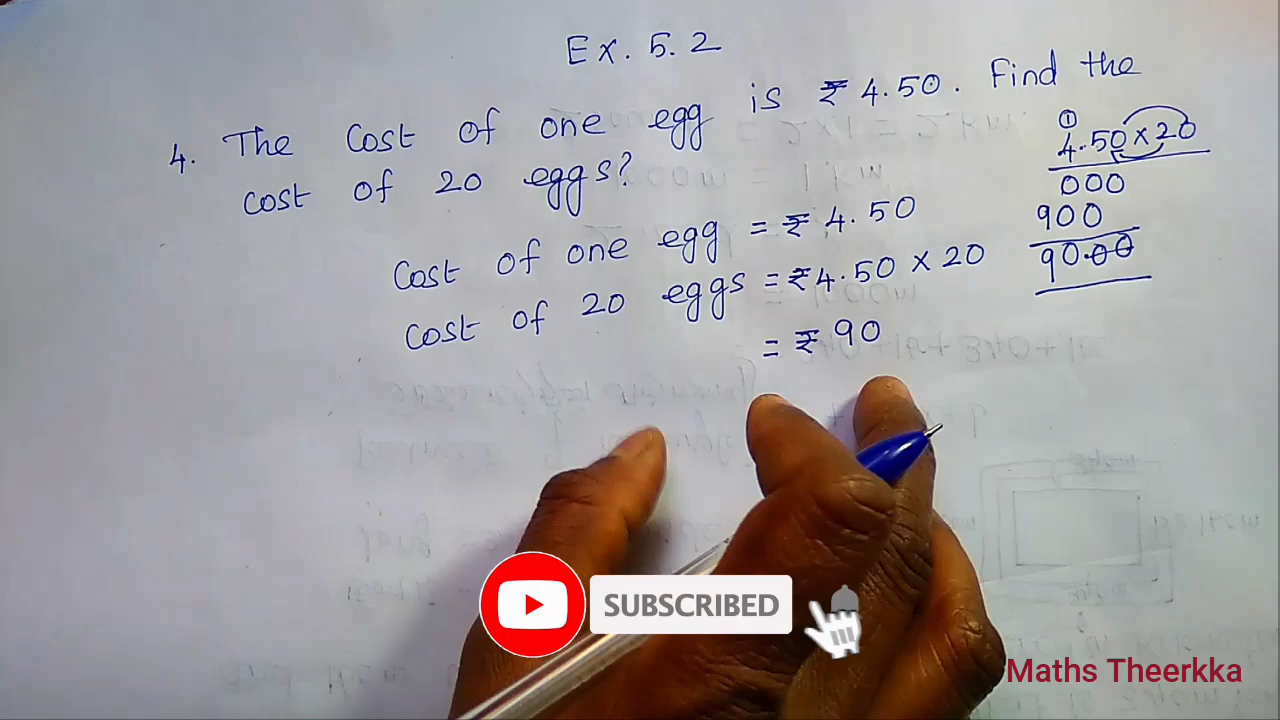 Ex. 5.2
4. The Cost of one egg is ₹ 4.50. Find the
cost of 20 eggs?
Cost of one egg = ₹ 4.50
Cost of 20 eggs = ₹4.50 × 20
= ₹ 90
1
4.50×20
000
900
90.00
SUBSCRIBED
Maths Theerkka